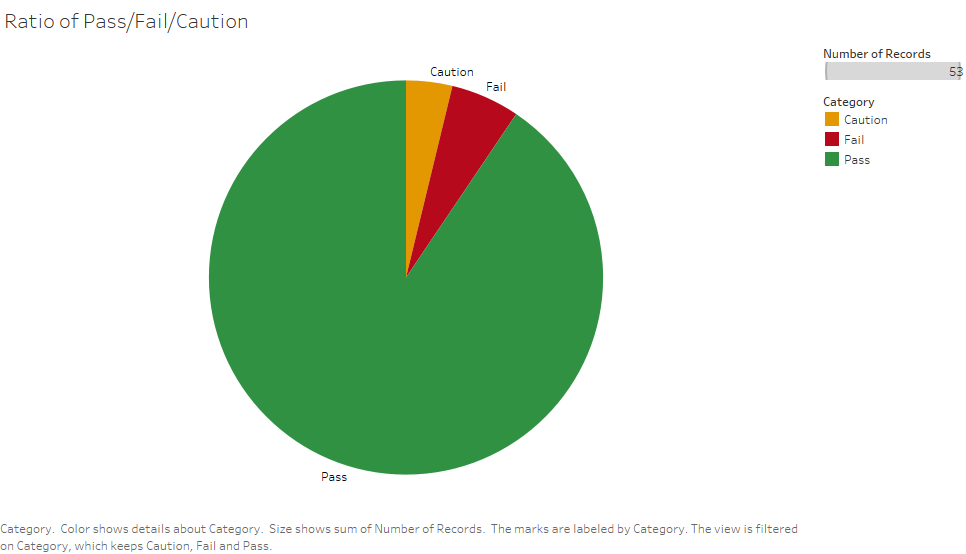 Ratio of Pass/Fail/Caution
Number of Records
53
Category
Caution
Fail
Pass
Caution
Fail
Pass
Category.  Color shows details about Category.  Size shows sum of Number of Records.  The marks are labeled by Category. The view is filtered
on Category, which keeps Caution, Fail and Pass.